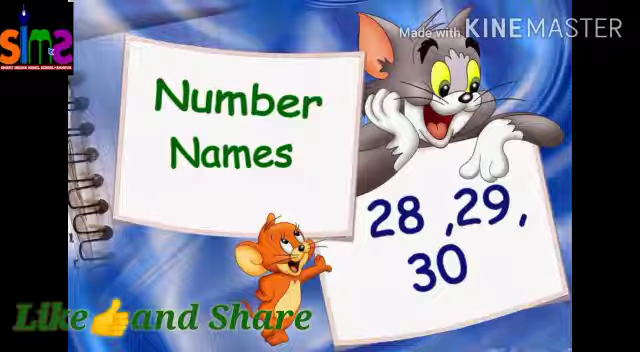 Made with KINEMASTER
sims
Number
Names
28 ,29,
30
Like👍and Share